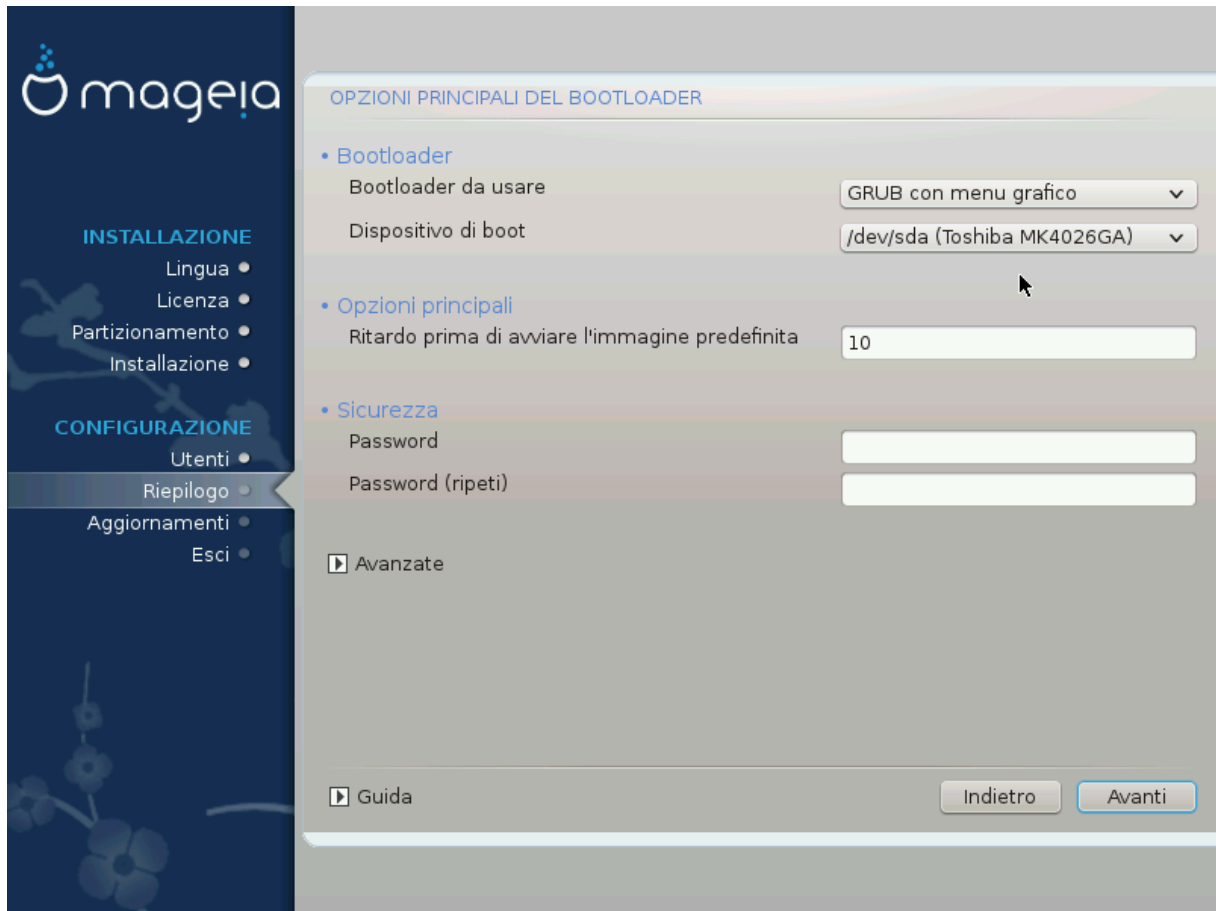 mageia
INSTALLAZIONE
Lingua
Licenza
Partizionamento
Installazione
CONFIGURAZIONE
Utenti
Riepilogo
Aggiornamenti
Esci
OPZIONI PRINCIPALI DEL BOOTLOADER
• Bootloader
Bootloader da usare
GRUB con menu grafico
Dispositivo di boot
/dev/sda (Toshiba MK4026GA)
• Opzioni principali
Ritardo prima di avviare l'immagine predefinita
10
• Sicurezza
Password
Password (ripeti)
Avanzate
Guida
Indietro
Avanti